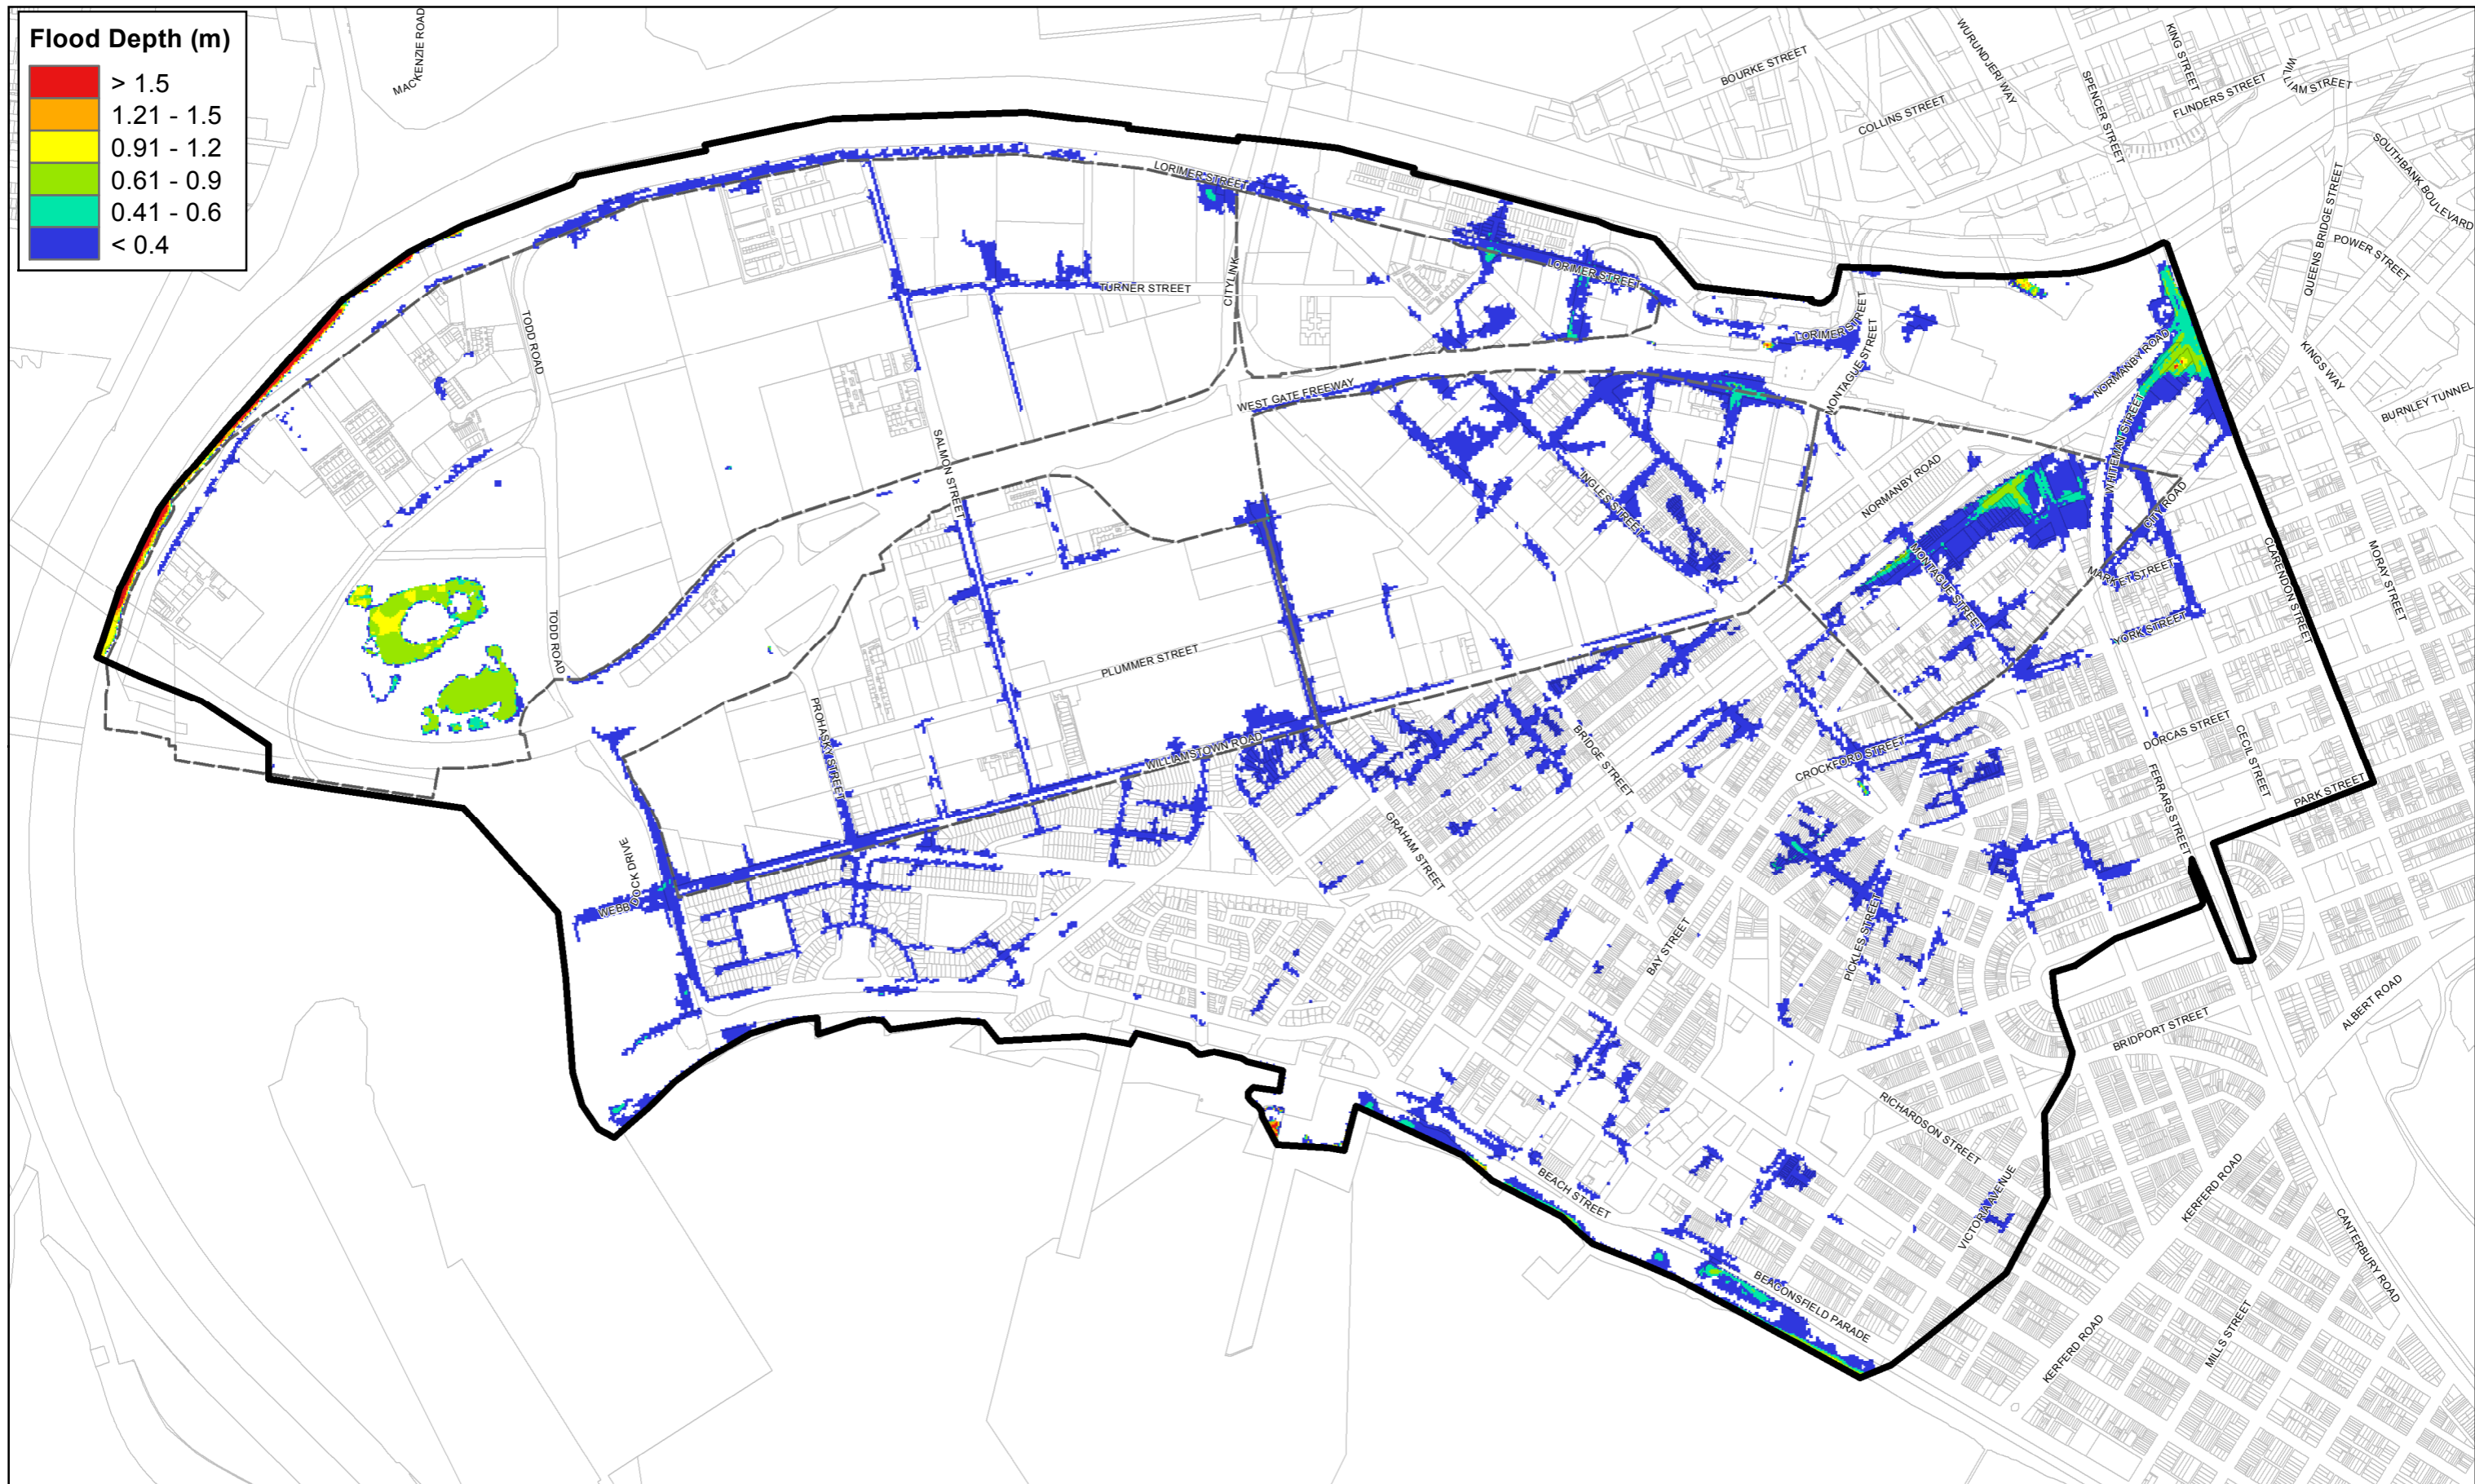 Flood Depth (m)
> 1.5
1.21 - 1.5
0.91 - 1.2
0.61 - 0.9
0.41 - 0.6
< 0.4
MACKENZIE ROAD
BOURKE STREET
WURUNDJERI WAY
KING STREET
WILLIAM STREET
SPENCER STREET
FLINDERS STREET
COLLINS STREET
SOUTHBANK BOULEVARD
QUEENS BRIDGE STREET
POWER STREET
LORIMER STREET
LORIMER STREET
LORIMER STREET
CITYLINK
TURNER STREET
TODD ROAD
MONTAGUE STREET
NORMANBY ROAD
KINGS WAY
BURNLEY TUNNEL
WEST GATE FREEWAY
WHITEMAN STREET
SALMON STREET
INGLES STREET
NORMANBY ROAD
CITY ROAD
MONTAGUE STREET
MARKET STREET
CLARENDON STREET
MORAY STREET
YORK STREET
TODD ROAD
PLUMMER STREET
PROHASKY STREET
WILLIAMSTOWN ROAD
BRIDGE STREET
CROCKFORD STREET
DORCAS STREET
CECIL STREET
FERRARS STREET
PARK STREET
GRAHAM STREET
WEBB DOCK DRIVE
BAY STREET
PICKLES STREET
ALBERT ROAD
BRIDPORT STREET
RICHARDSON STREET
BEACH STREET
VICTORIA AVENUE
KERFERD ROAD
CANTERBURY ROAD
BEACONSFIELD PARADE
KERFERD ROAD
MILLS STREET